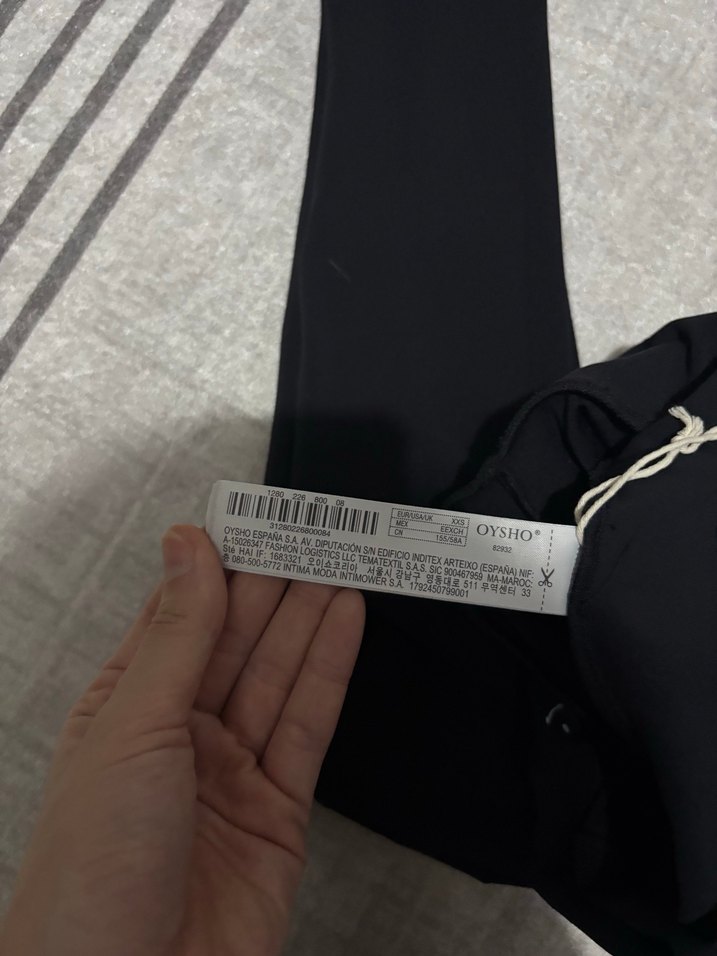 1280 226 800 08
31280226800084
EUR/USA/UK XXS
MEX EEXCH
CN 155/58A
OYSHO®
82932
OYSHO ESPAÑA S.A. AV. DIPUTACIÓN S/N EDIFICIO INDITEX ARTEIXO (ESPAÑA) NIF:
A-15026347 FASHION LOGISTICS LLC TEMATEXTIL S.A.S. SIC 900467959 MA-MAROC:
Sté HAI IF: 1683321 오이쇼코리아 서울시 강남구 영동대로 511 무역센터 33
층 080-500-5772 INTIMA MODA INTIMOWER S.A. 1792450799001